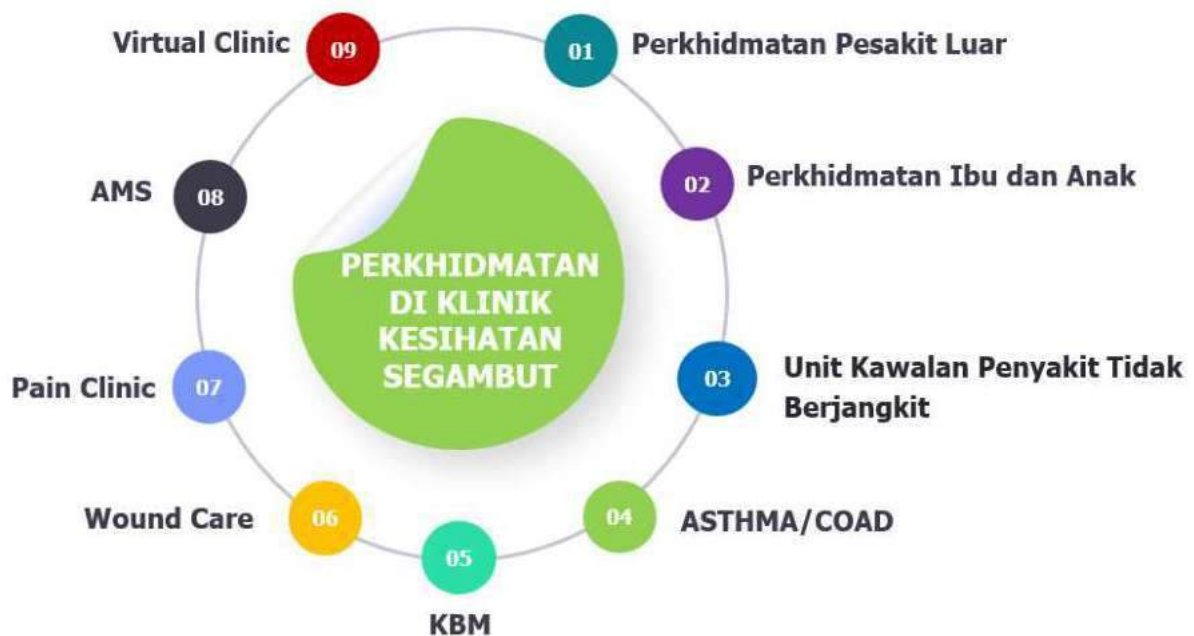 PERKHIDMATAN
DI KLINIK
KESIHATAN
SEGAMBUT
01 Perkhidmatan Pesakit Luar
02 Perkhidmatan Ibu dan Anak
03 Unit Kawalan Penyakit Tidak
Berjangkit
04 ASTHMA/COAD
05
KBM
06 Wound Care
07 Pain Clinic
08 AMS
09 Virtual Clinic